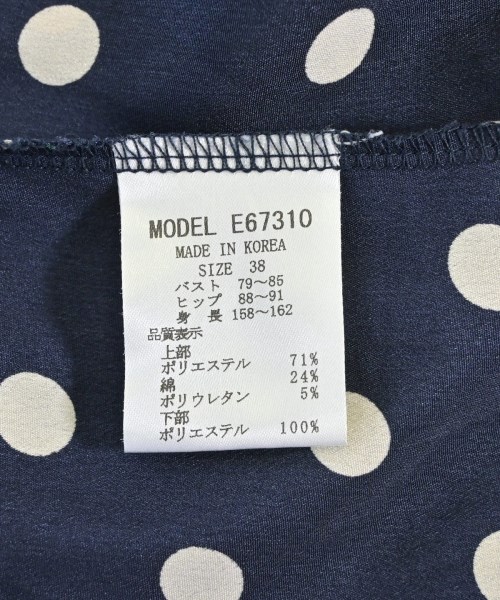 MODEL E67310
MADE IN KOREA
SIZE 38
バスト 79～85
ヒップ 88～91
身 長 158～162
品質表示
上部
ポリエステル 71%
綿 24%
ポリウレタン 5%
下部
ポリエステル 100%